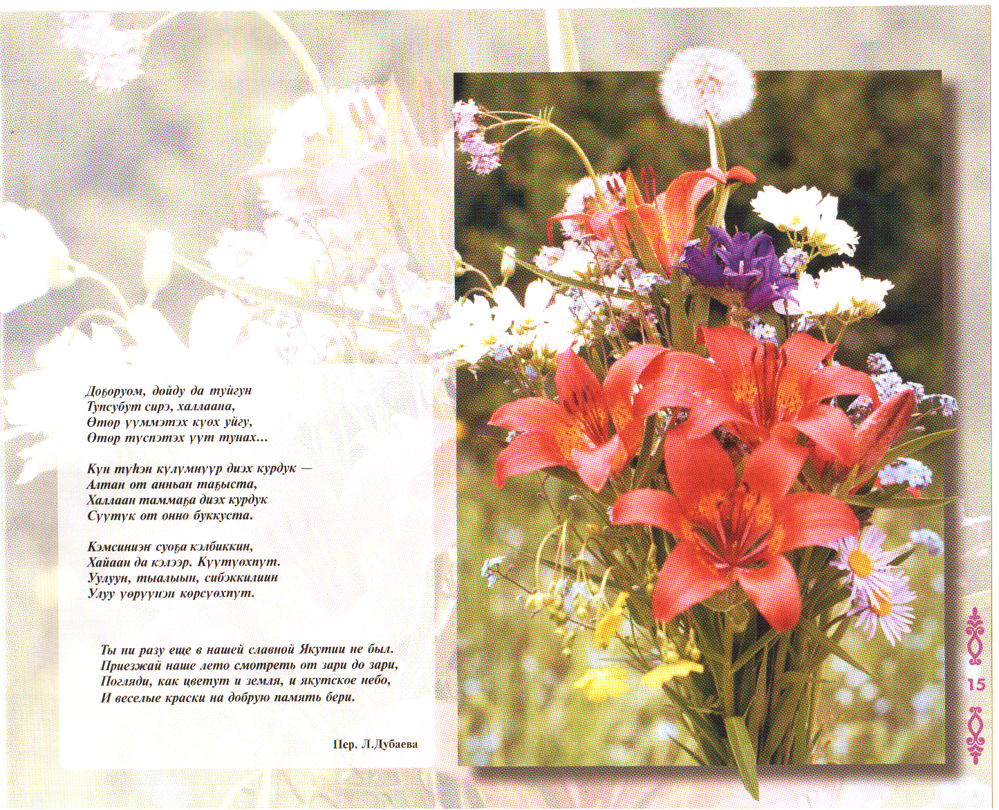 Доҕоруом, дойду да туйгун
Тупсубут сирэ, халлаана,
Өтөр үүммэтэх күөх уйгу,
Өтөр түспэтэх үүт тунах...

Күн түһэн күлүмнүүр диэх курдук —
Алтан от анньан таҕыста,
Халлаан таммаҕа диэх курдук
Сүүтүк от онно буккуста.

Кэмсиниэҥ суоҕа кэлбиккин,
Хайаан да кэлээр. Күүтүөхпүт.
Уулуун, тыалыын, сибэккилиин
Улуу үөрүүнэн көрсүөхпүт.

Ты ни разу еще в нашей славной Якутии не был.
Приезжай наше лето смотреть от зари до зари,
Погляди, как цветут и земля, и якутское небо,
И веселые краски на добрую память бери.

Пер. Л.Дубаева
15